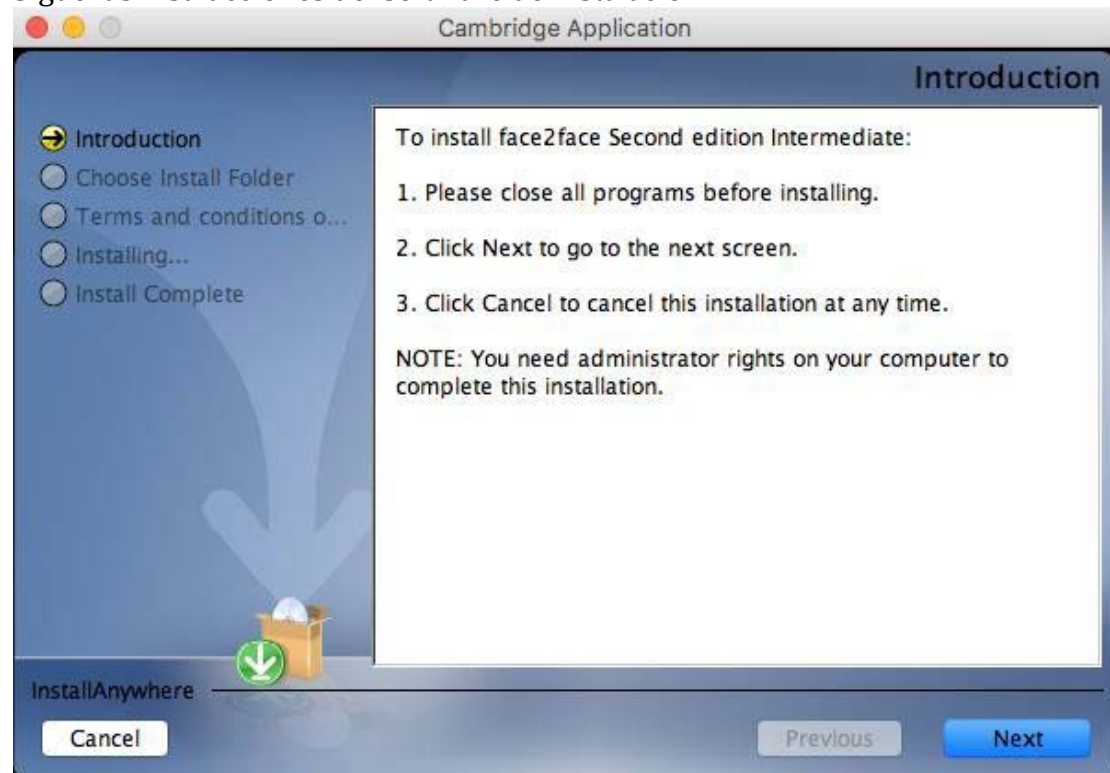 Cambridge Application
Introduction
Introduction
Choose Install Folder
Terms and conditions o...
Installing...
Install Complete
To install face2face Second edition Intermediate:
1. Please close all programs before installing.
2. Click Next to go to the next screen.
3. Click Cancel to cancel this installation at any time.
NOTE: You need administrator rights on your computer to
complete this installation.
InstallAnywhere
Cancel
Previous
Next